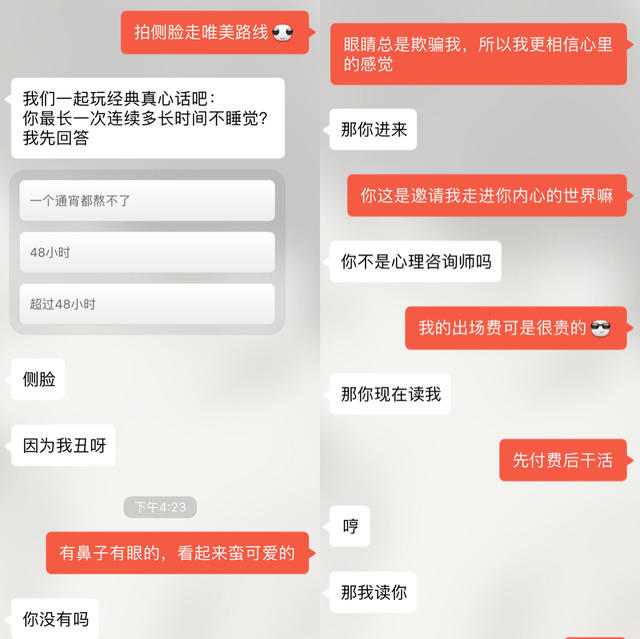 拍侧脸走唯美路线
我们一起玩经典真心话吧：
你最长一次连续多长时间不睡觉？
我先回答
一个通宵都熬不了
48小时
超过48小时
侧脸
因为我丑呀
下午4:23
有鼻子有眼的，看起来蛮可爱的
你没有吗
眼睛总是欺骗我，所以我更相信心里
的感觉
那你进来
你这是邀请我走进你内心的世界嘛
你不是心理咨询师吗
我的出场费可是很贵的
那你现在读我
先付费后干活
哼
那我读你